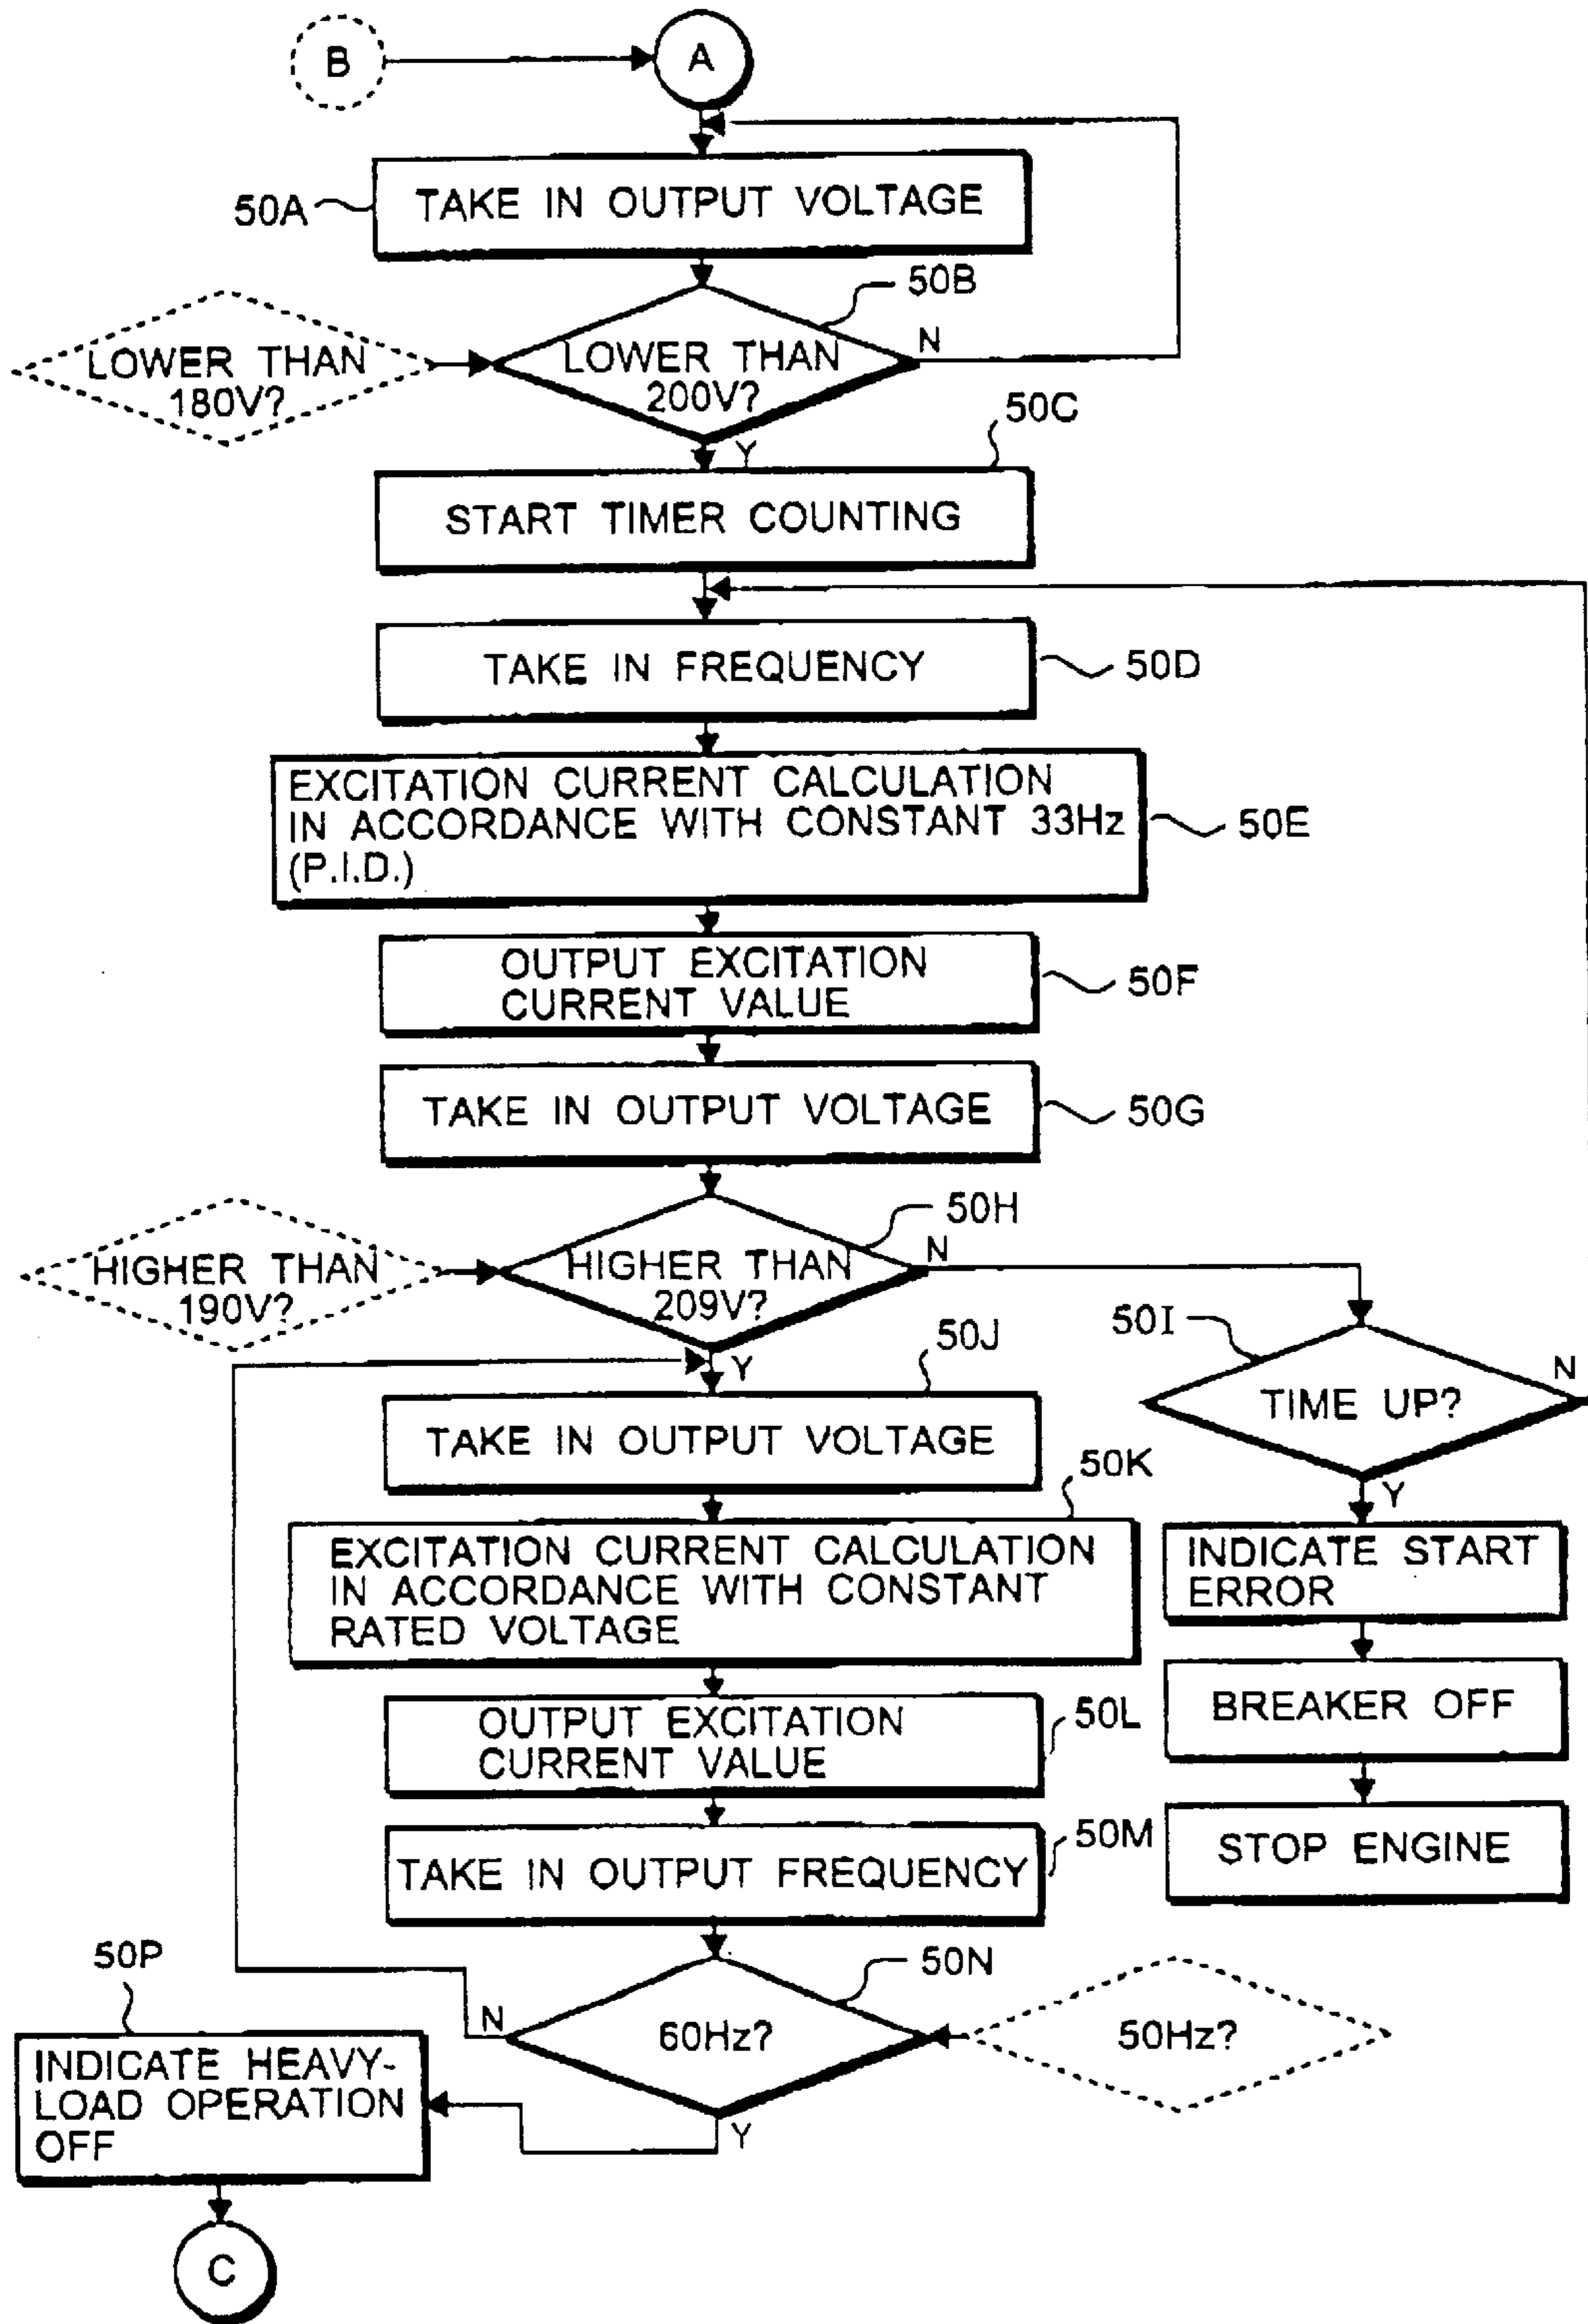 B
A
TAKE IN OUTPUT VOLTAGE
50A
50B
LOWER THAN
180V?
LOWER THAN
200V?
N
Y
50C
START TIMER COUNTING
TAKE IN FREQUENCY
50D
EXCITATION CURRENT CALCULATION
IN ACCORDANCE WITH CONSTANT 33Hz
(P.I.D.)
50E
OUTPUT EXCITATION
CURRENT VALUE
50F
TAKE IN OUTPUT VOLTAGE
50G
50H
HIGHER THAN
190V?
HIGHER THAN
209V?
N
Y
50I
TIME UP?
N
Y
50J
TAKE IN OUTPUT VOLTAGE
50K
EXCITATION CURRENT CALCULATION
IN ACCORDANCE WITH CONSTANT
RATED VOLTAGE
INDICATE START
ERROR
OUTPUT EXCITATION
CURRENT VALUE
50L
BREAKER OFF
TAKE IN OUTPUT FREQUENCY
50M
STOP ENGINE
50N
60Hz?
N
Y
50Hz?
50P
INDICATE HEAVY-
LOAD OPERATION
OFF
C